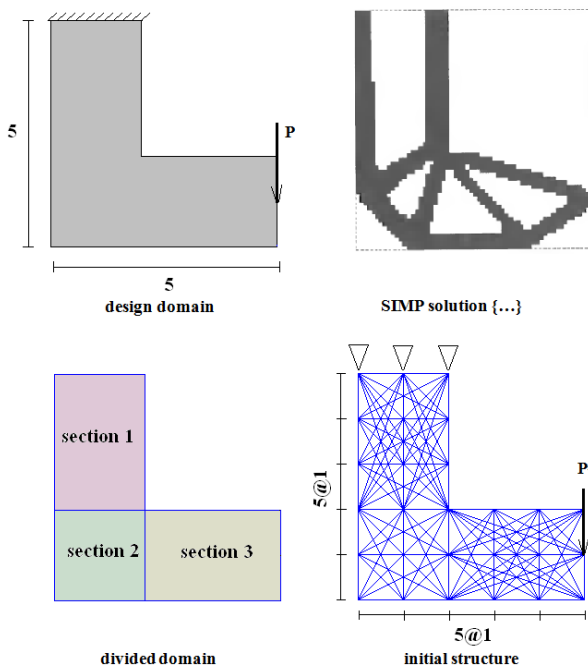 P
5
5
design domain
SIMP solution {...}
section 1
section 2
section 3
divided domain
5@1
P
5@1
initial structure